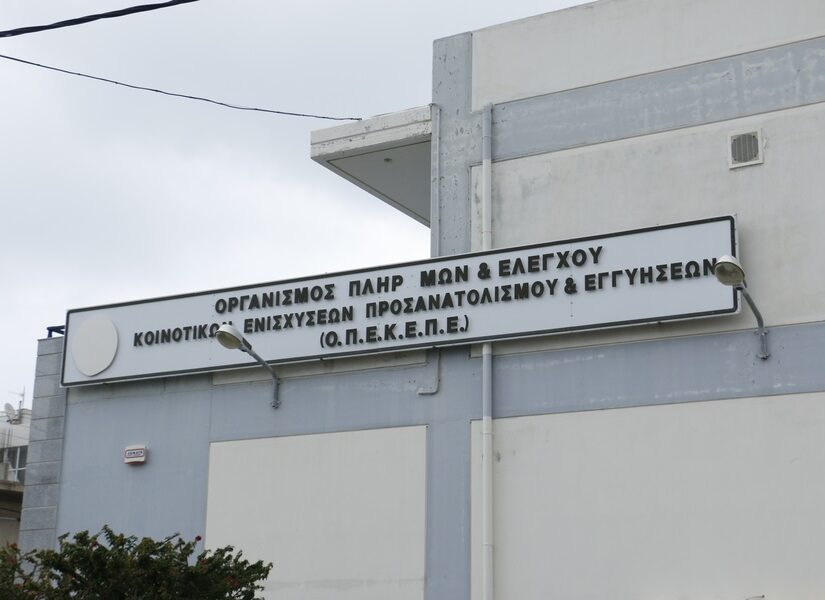 ΟΡΓΑΝΙΣΜΟΣ ΠΛΗΡ ΜΩΝ & ΕΛΕΓΧΟΥ
ΚΟΙΝΟΤΙΚΩ ΕΝΙΣΧΥΣΕΩΝ ΠΡΟΣΑΝΑΤΟΛΙΣΜΟΥ & ΕΓΓΥΗΣΕΩΝ
(Ο.Π.Ε.Κ.Ε.Π.Ε.)